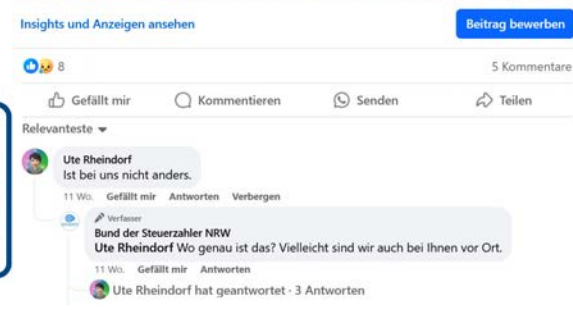 Insights und Anzeigen ansehen
Beitrag bewerben
8
5 Kommentare
Gefällt mir
Kommentieren
Senden
Teilen
Relevanteste
Ute Rheindorf
Ist bei uns nicht anders.
11 Wo. Gefällt mir Antworten Verbergen
Verfasser
Bund der Steuerzahler NRW
Ute Rheindorf Wo genau ist das? Vielleicht sind wir auch bei Ihnen vor Ort.
11 Wo. Gefällt mir Antworten
Ute Rheindorf hat geantwortet · 3 Antworten